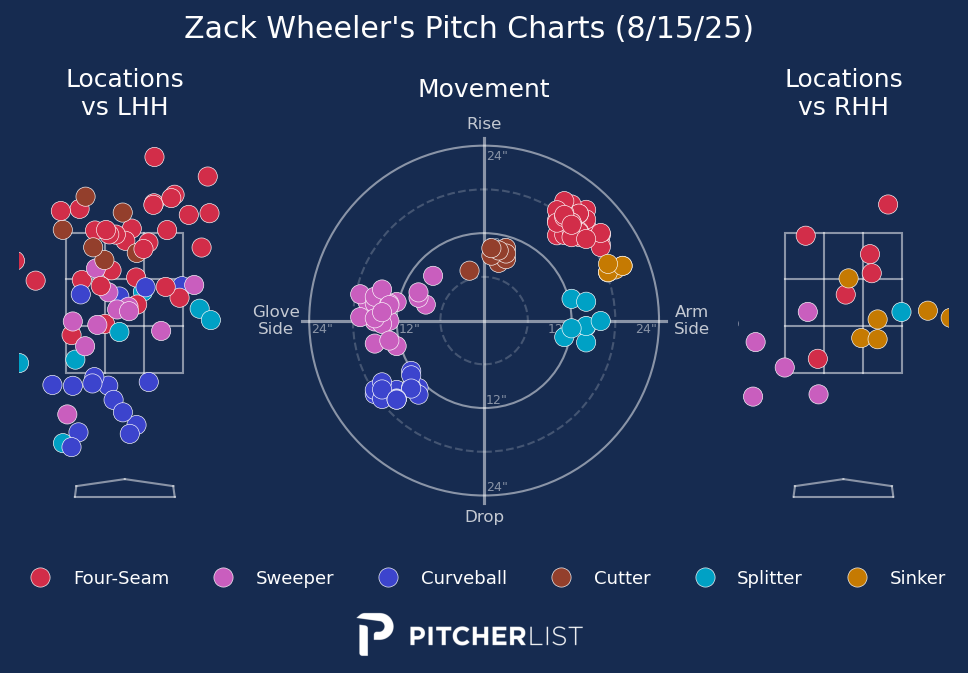 Zack Wheeler's Pitch Charts (8/15/25)
Locations
vs LHH
Movement
Locations
vs RHH
Rise
24"
Glove
Side
24"
12"
12"
24"
Arm
Side
12"
24"
Drop
Four-Seam
Sweeper
Curveball
Cutter
Splitter
Sinker
PITCHERLIST